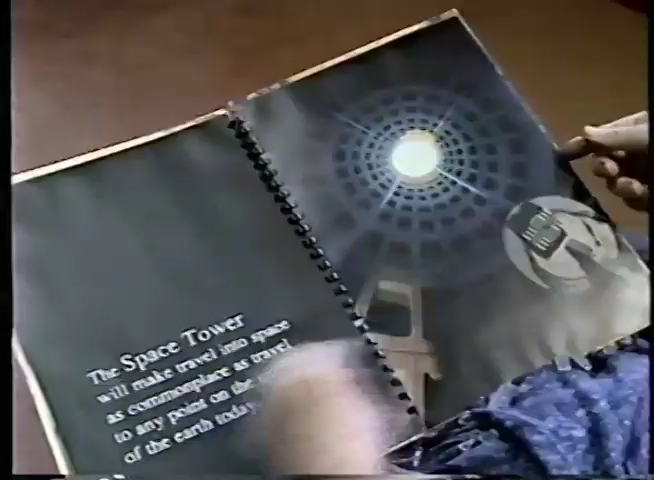 The Space Tower
will make travel into space
as commonplace as travel
to any point on the
of the earth today